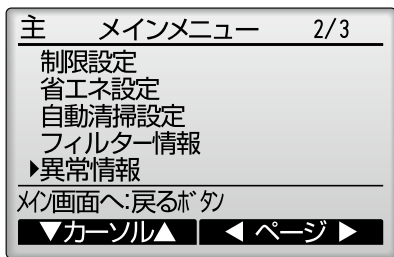 主 メインメニュー 2/3
制限設定
省エネ設定
自動清掃設定
フィルター情報
▶異常情報
ﾒｲﾝ画面へ:戻るﾎﾞﾀﾝ
▼カーソル▲ ◀ ページ ▶